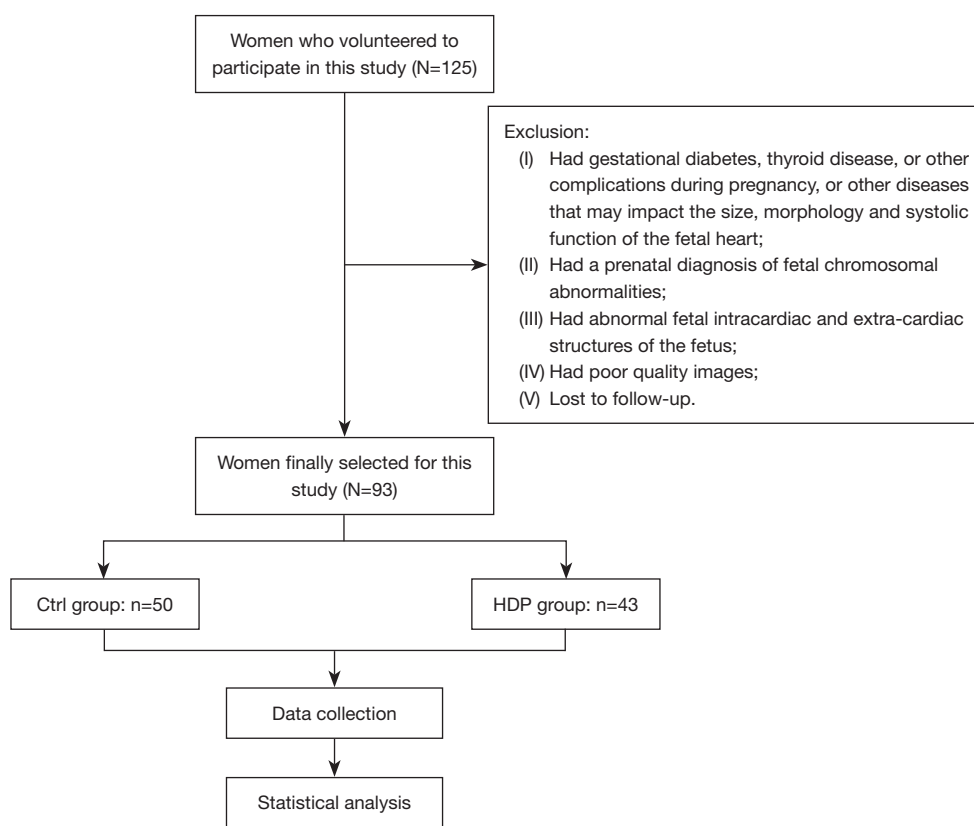 Women who volunteered to
participate in this study (N=125)
Exclusion:
(I) Had gestational diabetes, thyroid disease, or other
complications during pregnancy, or other diseases
that may impact the size, morphology and systolic
function of the fetal heart;
(II) Had a prenatal diagnosis of fetal chromosomal
abnormalities;
(III) Had abnormal fetal intracardiac and extra-cardiac
structures of the fetus;
(IV) Had poor quality images;
(V) Lost to follow-up.
Women finally selected for this
study (N=93)
Ctrl group: n=50
HDP group: n=43
Data collection
Statistical analysis